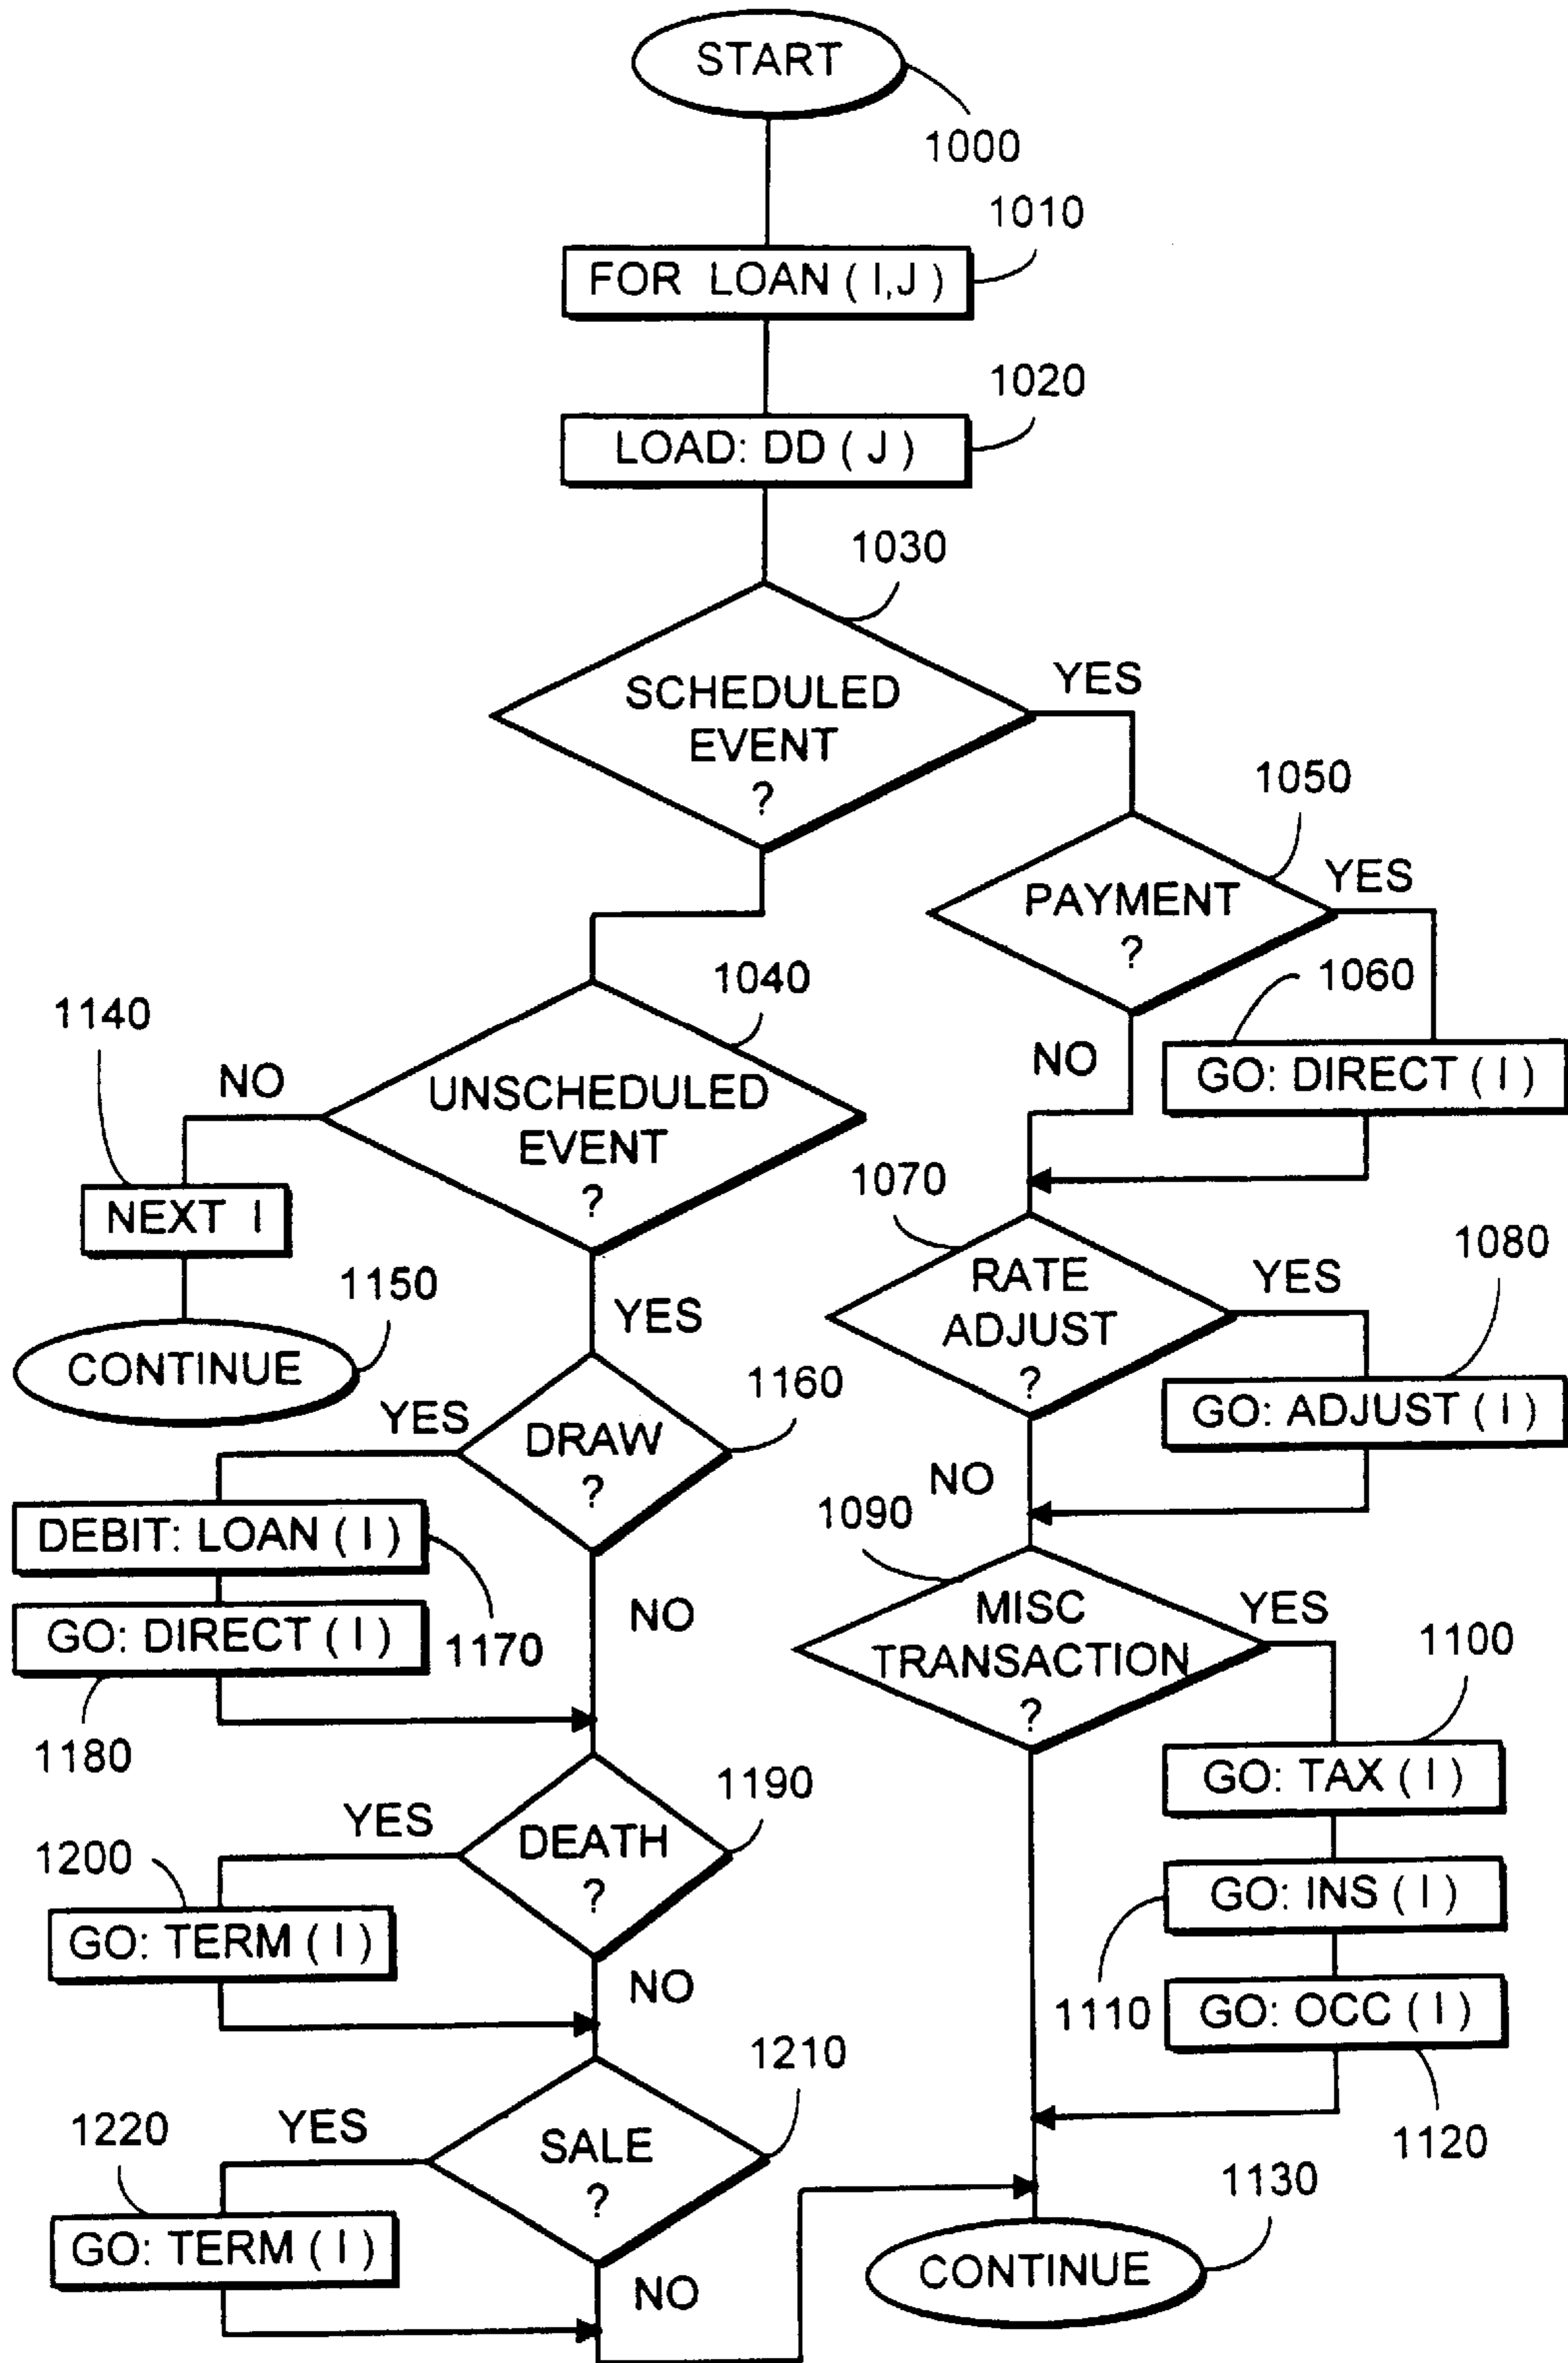 START
1000
1010
FOR LOAN ( I,J )
1020
LOAD: DD ( J )
1030
SCHEDULED
EVENT
?
YES
1050
PAYMENT
?
YES
1060
NO
GO: DIRECT ( I )
1040
1140
NO
UNSCHEDULED
EVENT
?
NEXT I
1150
CONTINUE
YES
1070
RATE
ADJUST
?
YES
1080
GO: ADJUST ( I )
NO
1160
YES
DRAW
?
DEBIT: LOAN ( I )
GO: DIRECT ( I )
1170
NO
1180
1090
MISC
TRANSACTION
?
YES
1100
GO: TAX ( I )
GO: INS ( I )
1110
GO: OCC ( I )
1120
1190
YES
DEATH
?
1200
GO: TERM ( I )
NO
1210
YES
1220
SALE
?
GO: TERM ( I )
NO
1130
CONTINUE